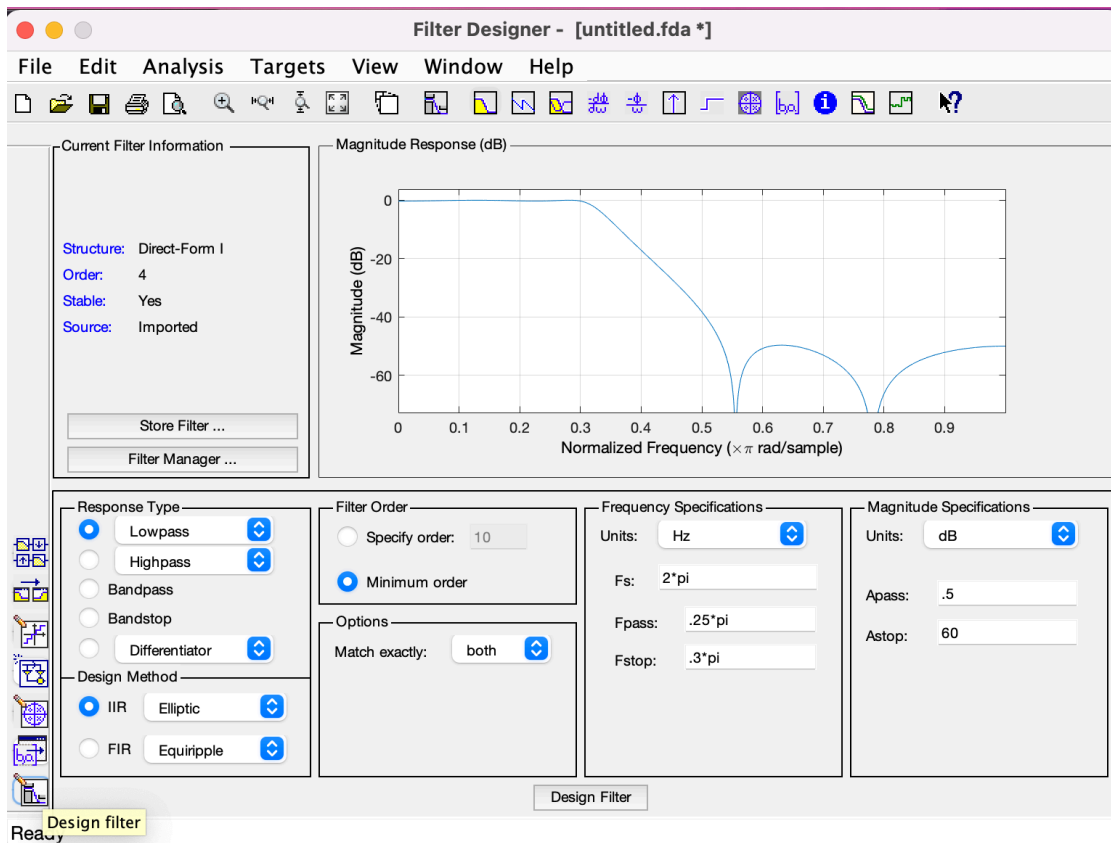 Filter Designer - [untitled.fda *]
File Edit Analysis Targets View Window Help
[b,a]
Current Filter Information
Structure: Direct-Form I
Order: 4
Stable: Yes
Source: Imported
Store Filter ...
Filter Manager ...
Magnitude Response (dB)
Magnitude (dB)
0
-20
-40
-60
0 0.1 0.2 0.3 0.4 0.5 0.6 0.7 0.8 0.9
Normalized Frequency (×π rad/sample)
Response Type
Lowpass
Highpass
Bandpass
Bandstop
Differentiator
Design Method
IIR Elliptic
FIR Equiripple
Filter Order
Specify order: 10
Minimum order
Options
Match exactly: both
Frequency Specifications
Units: Hz
Fs: 2*pi
Fpass: .25*pi
Fstop: .3*pi
Magnitude Specifications
Units: dB
Apass: .5
Astop: 60
Design Filter
Design filter
Ready